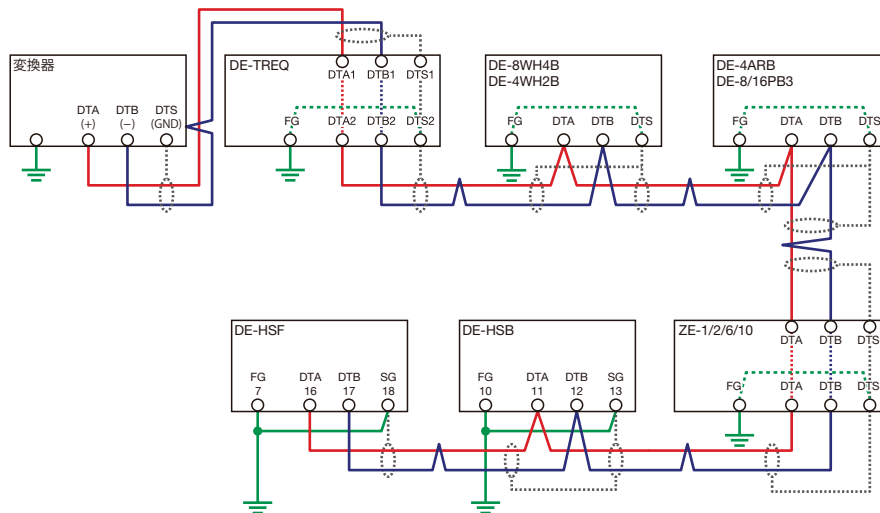 変換器
DTA
(+)
DTB
(−)
DTS
(GND)
DE-TREQ
DTA1
DTB1
DTS1
FG
DTA2
DTB2
DTS2
DE-8WH4B
DE-4WH2B
FG
DTA
DTB
DTS
DE-4ARB
DE-8/16PB3
FG
DTA
DTB
DTS
DE-HSF
FG
7
DTA
16
DTB
17
SG
18
DE-HSB
FG
10
DTA
11
DTB
12
SG
13
ZE-1/2/6/10
DTA
DTB
DTS
FG
DTA
DTB
DTS